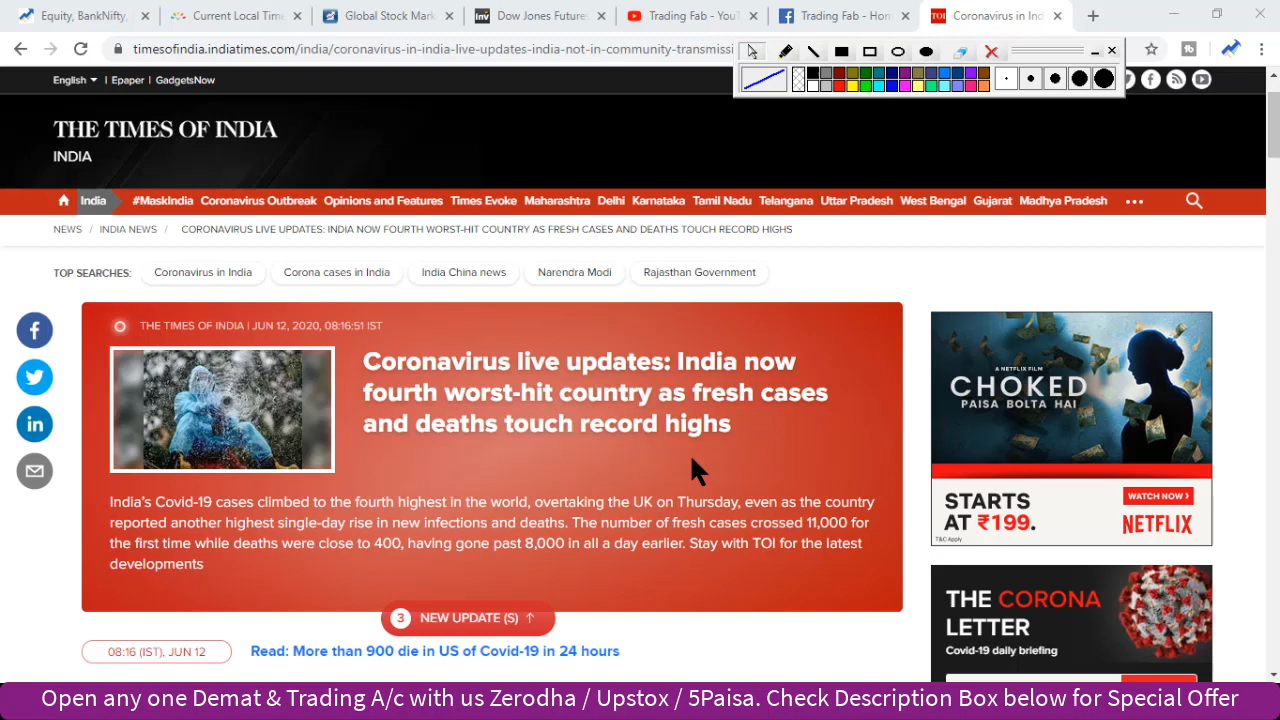 Equity, BankNifty,
Current Local Tim
Global Stock Mark
Dow Jones Future
Trading Fab - YouT
Trading Fab - Hom
TOI
Coronavirus in Ind
timesofindia.indiatimes.com/india/coronavirus-in-india-live-updates-india-not-in-community-transmissi
English
Epaper
GadgetsNow
THE TIMES OF INDIA
INDIA
India
#MaskIndia
Coronavirus Outbreak
Opinions and Features
Times Evoke
Maharashtra
Delhi
Karnataka
Tamil Nadu
Telangana
Uttar Pradesh
West Bengal
Gujarat
Madhya Pradesh
NEWS / INDIA NEWS / CORONAVIRUS LIVE UPDATES: INDIA NOW FOURTH WORST-HIT COUNTRY AS FRESH CASES AND DEATHS TOUCH RECORD HIGHS
TOP SEARCHES:
Coronavirus in India
Corona cases in India
India China news
Narendra Modi
Rajasthan Government
THE TIMES OF INDIA | JUN 12, 2020, 08:16:51 IST
Coronavirus live updates: India now
fourth worst-hit country as fresh cases
and deaths touch record highs
India's Covid-19 cases climbed to the fourth highest in the world, overtaking the UK on Thursday, even as the country
reported another highest single-day rise in new infections and deaths. The number of fresh cases crossed 11,000 for
the first time while deaths were close to 400, having gone past 8,000 in all a day earlier. Stay with TOI for the latest
developments
3 NEW UPDATE (S) ↑
08:16 (IST), JUN 12
Read: More than 900 die in US of Covid-19 in 24 hours
A NETFLIX FILM
CHOKED
PAISA BOLTA HAI
STARTS
AT ₹199.
T&C Apply
WATCH NOW ›
NETFLIX
THE CORONA
LETTER
Covid-19 daily briefing
Open any one Demat & Trading A/c with us Zerodha / Upstox / 5Paisa. Check Description Box below for Special Offer